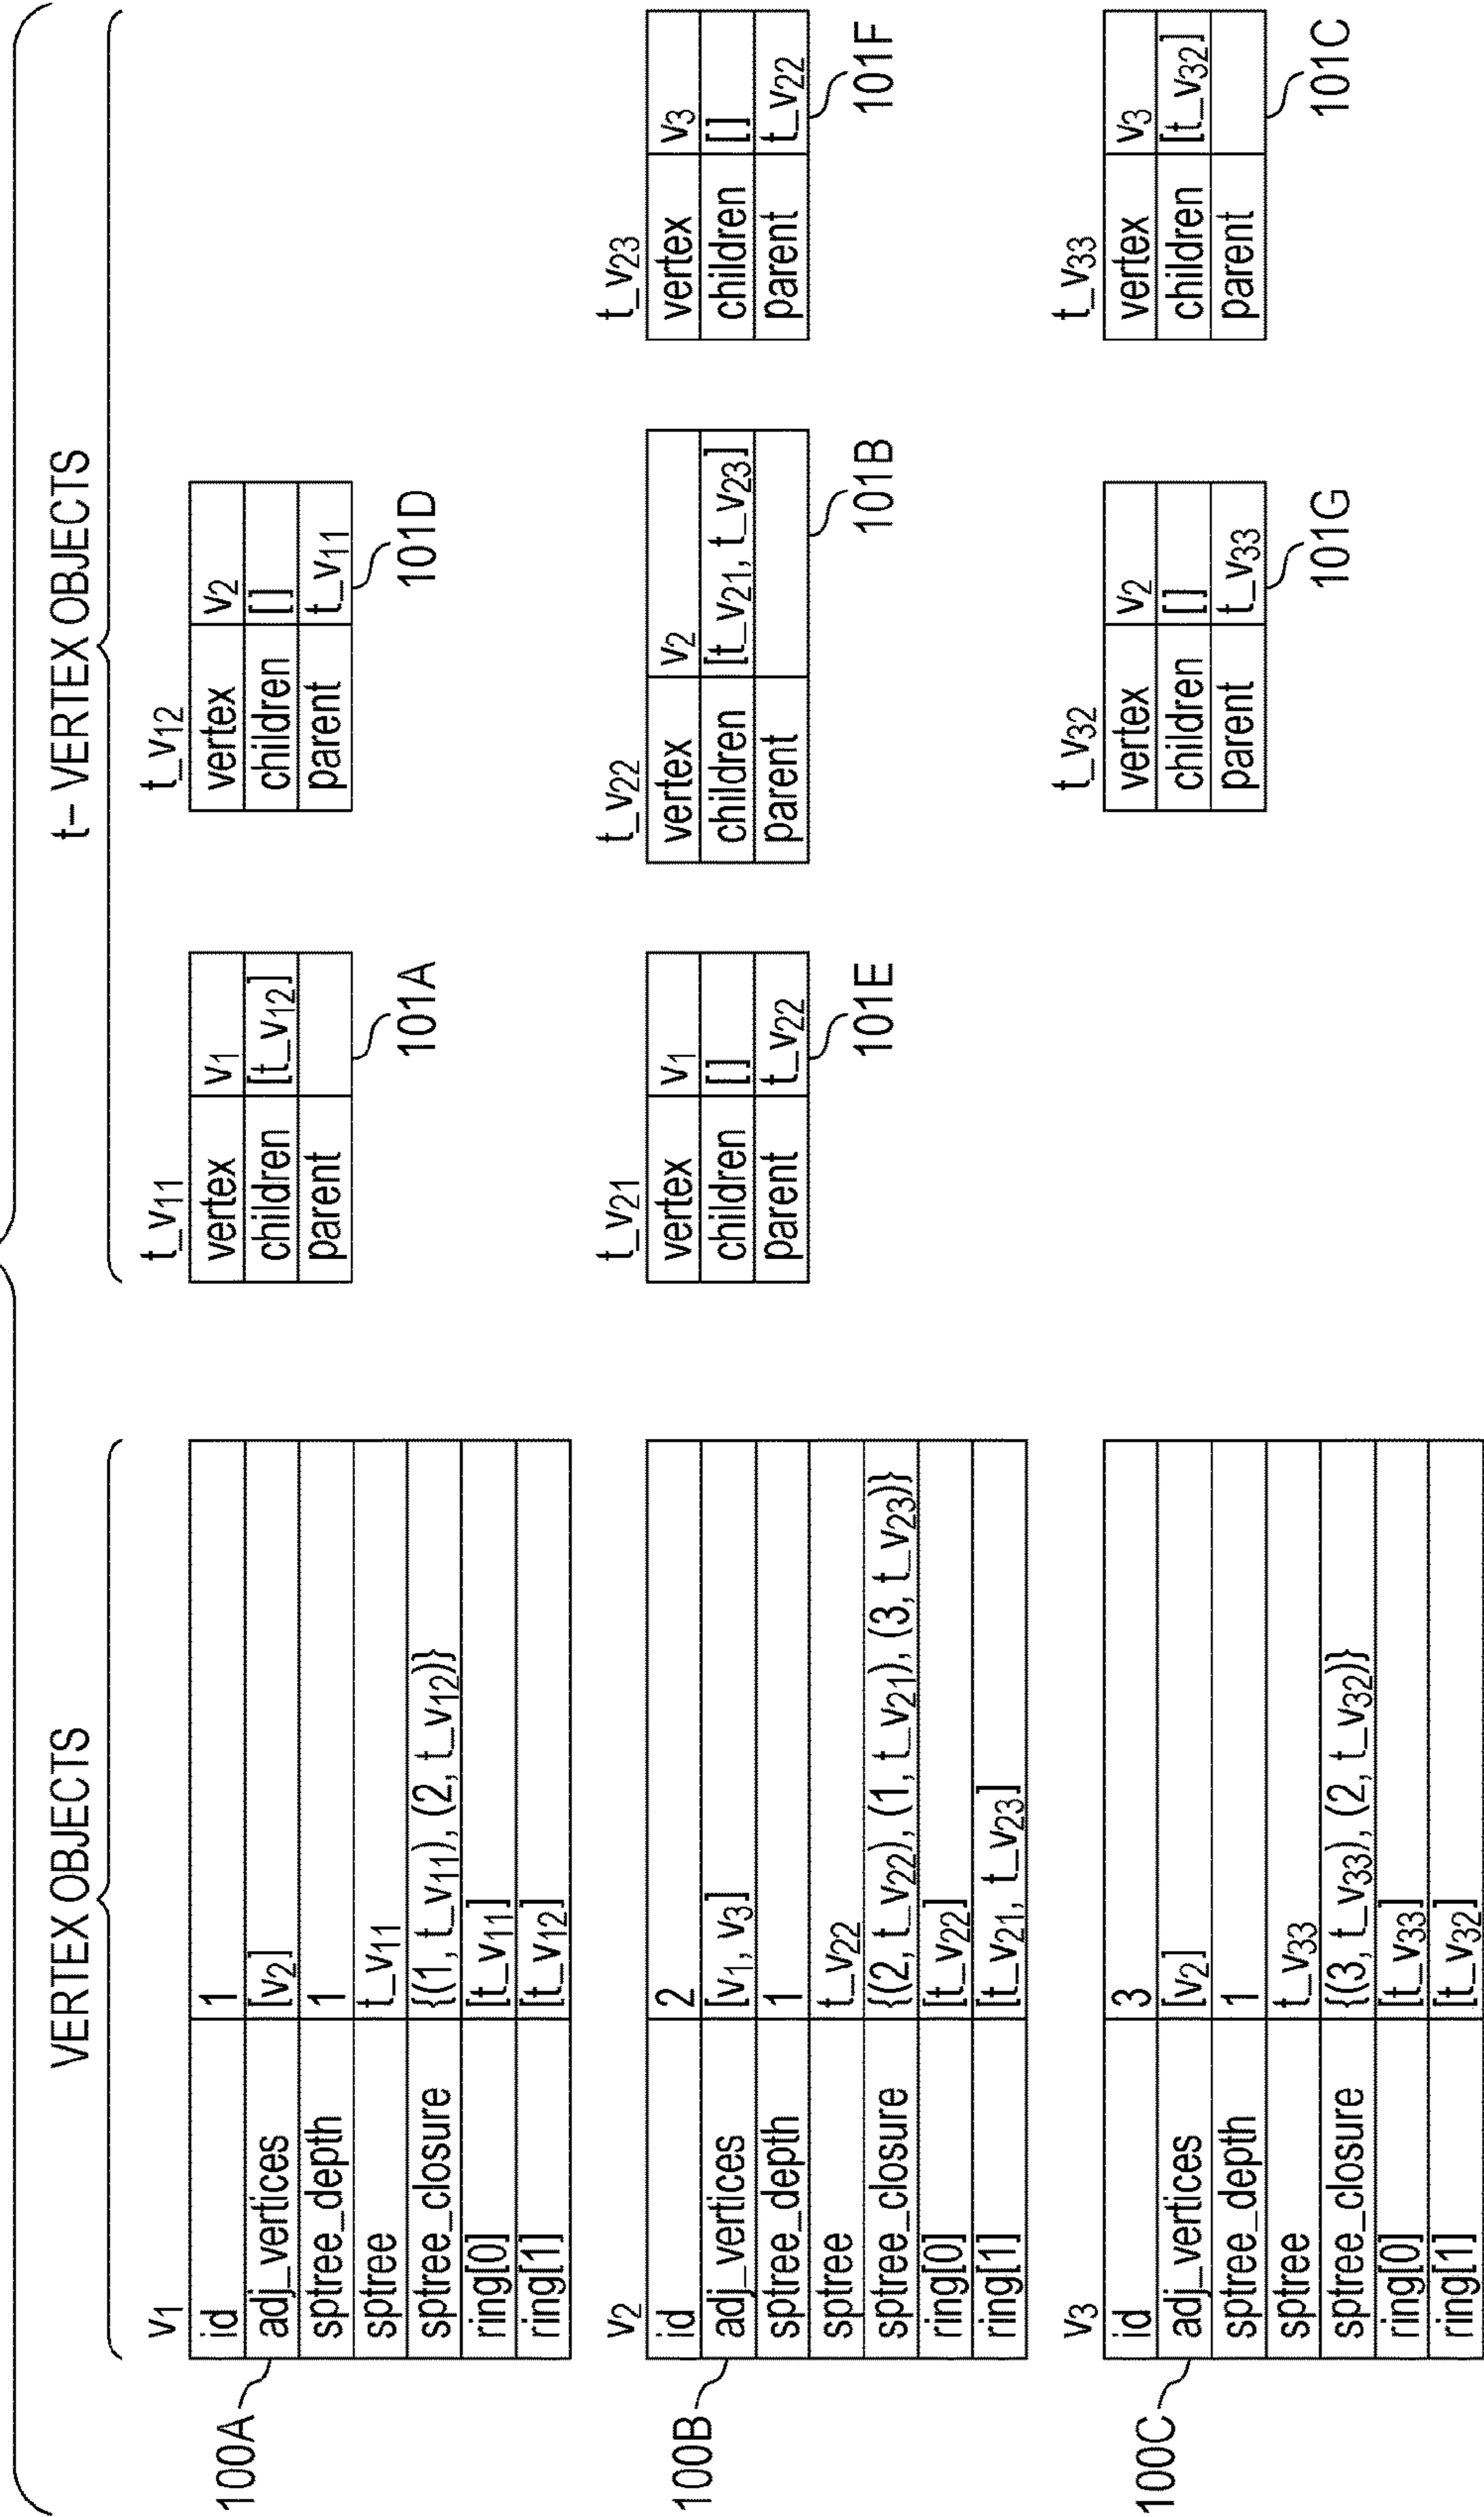 VERTEX OBJECTS
t– VERTEX OBJECTS
v1
id 1
adj_vertices [v2]
sptree_depth 1
sptree t_v11
sptree_closure {(1, t_v11), (2, t_v12)}
ring[0] [t_v11]
ring[1] [t_v12]
100A
t_v11
vertex v1
children [t_v12]
parent
101A
t_v12
vertex v2
children [ ]
parent t_v11
101D
v2
id 2
adj_vertices [v1, v3]
sptree_depth 1
sptree t_v22
sptree_closure {(2, t_v22), (1, t_v21), (3, t_v23)}
ring[0] [t_v22]
ring[1] [t_v21, t_v23]
100B
t_v21
vertex v1
children [ ]
parent t_v22
101E
t_v22
vertex v2
children [t_v21, t_v23]
parent
101B
t_v23
vertex v3
children [ ]
parent t_v22
101F
v3
id 3
adj_vertices [v2]
sptree_depth 1
sptree t_v33
sptree_closure {(3, t_v33), (2, t_v32)}
ring[0] [t_v33]
ring[1] [t_v32]
100C
t_v32
vertex v2
children [ ]
parent t_v33
101G
t_v33
vertex v3
children [t_v32]
parent
101C